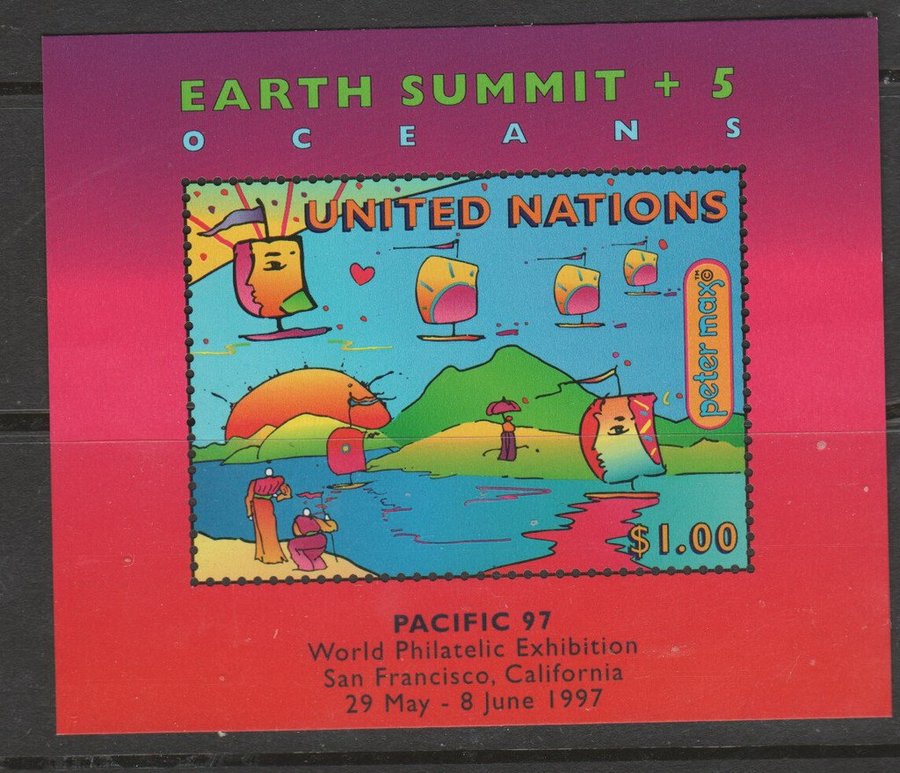 EARTH SUMMIT + 5
OCEANS
UNITED NATIONS
peter max©™
$1.00
PACIFIC 97
World Philatelic Exhibition
San Francisco, California
29 May - 8 June 1997